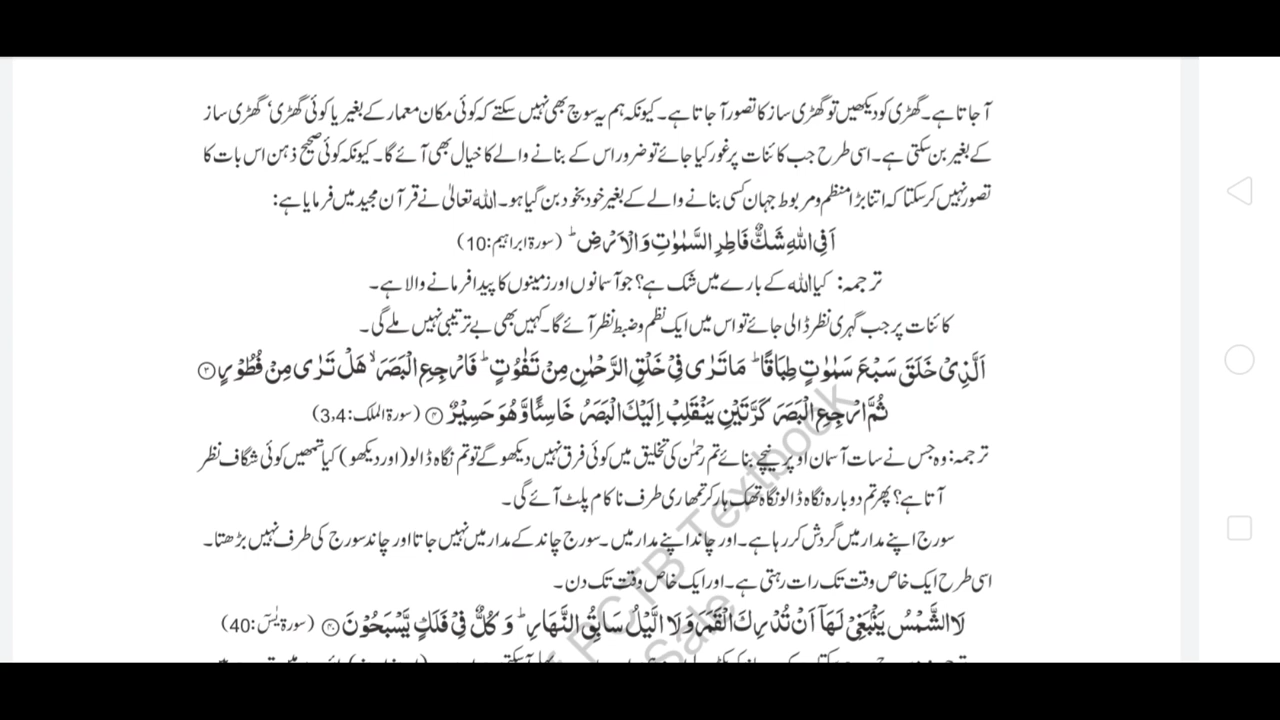 آ جاتا ہے۔ گھڑی کو دیکھیں تو گھڑی ساز کا تصور آ جاتا ہے۔ کیونکہ ہم یہ سوچ بھی نہیں سکتے کہ کوئی مکان معمار کے بغیر یا کوئی گھڑی، گھڑی ساز
کے بغیر بن سکتی ہے۔ اسی طرح جب کائنات پر غور کیا جائے تو ضرور اس کے بنانے والے کا خیال بھی آئے گا۔ کیونکہ کوئی صحیح ذہن اس بات کا
تصور نہیں کر سکتا کہ اتنا بڑا منظم و مربوط جہان کسی بنانے والے کے بغیر خود بخود بن گیا ہو۔ اللہ تعالیٰ نے قرآن مجید میں فرمایا ہے:
اَفِی اللّٰهِ شَكٌّ فَاطِرِ السَّمٰوٰتِ وَالْاَرْضِ ؕ (سورۃ ابراہیم:10)
ترجمہ: کیا اللہ کے بارے میں شک ہے؟ جو آسمانوں اور زمینوں کا پیدا فرمانے والا ہے۔
کائنات پر جب گہری نظر ڈالی جائے تو اس میں ایک نظم و ضبط نظر آئے گا۔ کہیں بھی بے ترتیبی نہیں ملے گی۔
اَلَّذِیْ خَلَقَ سَبْعَ سَمٰوٰتٍ طِبَاقًا ؕ مَا تَرٰی فِیْ خَلْقِ الرَّحْمٰنِ مِنْ تَفٰوُتٍ ؕ فَارْجِعِ الْبَصَرَ ۙ هَلْ تَرٰی مِنْ فُطُوْرٍ ۝۳
ثُمَّ ارْجِعِ الْبَصَرَ كَرَّتَیْنِ یَنْقَلِبْ اِلَیْكَ الْبَصَرُ خَاسِئًا وَّ هُوَ حَسِیْرٌ ۝۴ (سورۃ الملک:3،4)
ترجمہ: وہ جس نے سات آسمان اوپر نیچے بنائے تم رحمٰن کی تخلیق میں کوئی فرق نہیں دیکھو گے تو تم نگاہ ڈالو (اور دیکھو) کیا تمھیں کوئی شگاف نظر
آتا ہے؟ پھر تم دوبارہ نگاہ ڈالو نگاہ تھک ہار کر تمھاری طرف ناکام پلٹ آئے گی۔
سورج اپنے مدار میں گردش کر رہا ہے۔ اور چاند اپنے مدار میں۔ سورج چاند کے مدار میں نہیں جاتا اور چاند سورج کی طرف نہیں بڑھتا۔
اسی طرح ایک خاص وقت تک رات رہتی ہے۔ اور ایک خاص وقت تک دن۔
لَا الشَّمْسُ یَنْۢبَغِیْ لَهَاۤ اَنْ تُدْرِكَ الْقَمَرَ وَ لَا الَّیْلُ سَابِقُ النَّهَارِ ؕ وَ كُلٌّ فِیْ فَلَكٍ یَّسْبَحُوْنَ ۝۴۰ (سورۃ یٰسٓ:40)
PCTB Textbook
Sale